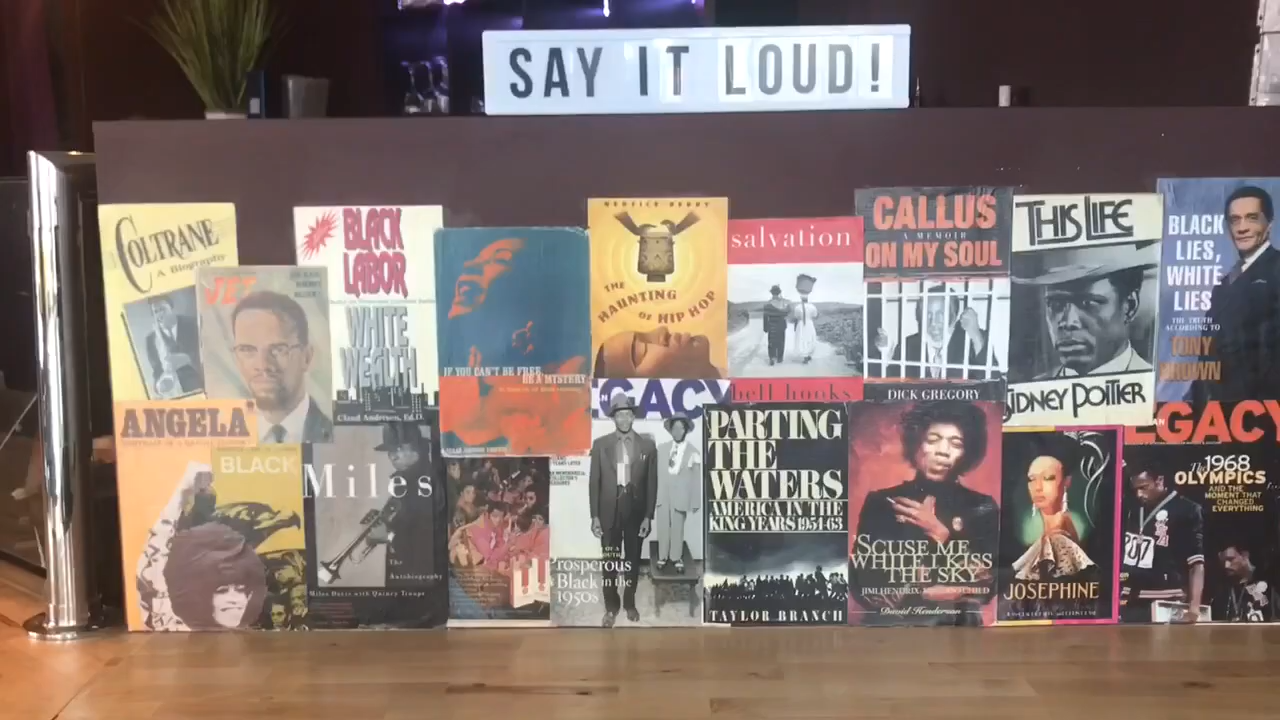 SAY IT LOUD!
COLTRANE
A Biography
JET
BLACK
LABOR
WHITE
WEALTH
Claud Anderson, Ed.D.
IF YOU CAN'T BE FREE,
BE A MYSTERY
THE
HAUNTING
OF HIP HOP
salvation
bell hooks
CALLUS
A MEMOIR
ON MY SOUL
DICK GREGORY
THIS LIFE
SIDNEY POITIER
BLACK
LIES,
WHITE
LIES
THE TRUTH
ACCORDING TO
TONY
BROWN
ANGELA
BLACK
Miles
The
Autobiography
Miles Davis with Quincy Troupe
EGACY
Prosperous
Black in the
1950s
PARTING
THE
WATERS
AMERICA IN THE
KING YEARS 1954-63
TAYLOR BRANCH
'SCUSE ME
WHILE I KISS
THE SKY
David Henderson
JOSEPHINE
EGACY
The 1968
OLYMPICS
AND THE
MOMENT THAT
CHANGED
EVERYTHING
307